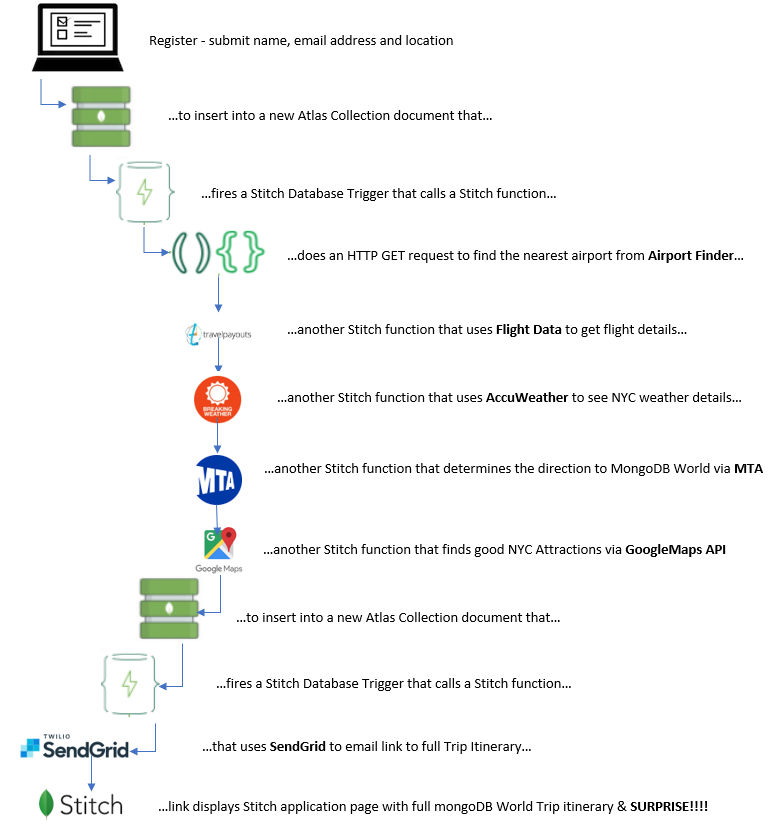 Register - submit name, email address and location
...to insert into a new Atlas Collection document that...
...fires a Stitch Database Trigger that calls a Stitch function...
( ) { }
...does an HTTP GET request to find the nearest airport from Airport Finder...
travelpayouts
...another Stitch function that uses Flight Data to get flight details...
BREAKING
WEATHER
...another Stitch function that uses AccuWeather to see NYC weather details...
MTA
...another Stitch function that determines the direction to MongoDB World via MTA
G
Google Maps
...another Stitch function that finds good NYC Attractions via GoogleMaps API
...to insert into a new Atlas Collection document that...
...fires a Stitch Database Trigger that calls a Stitch function...
TWILIO
SendGrid
...that uses SendGrid to email link to full Trip Itinerary...
Stitch
...link displays Stitch application page with full mongoDB World Trip itinerary & SURPRISE!!!!